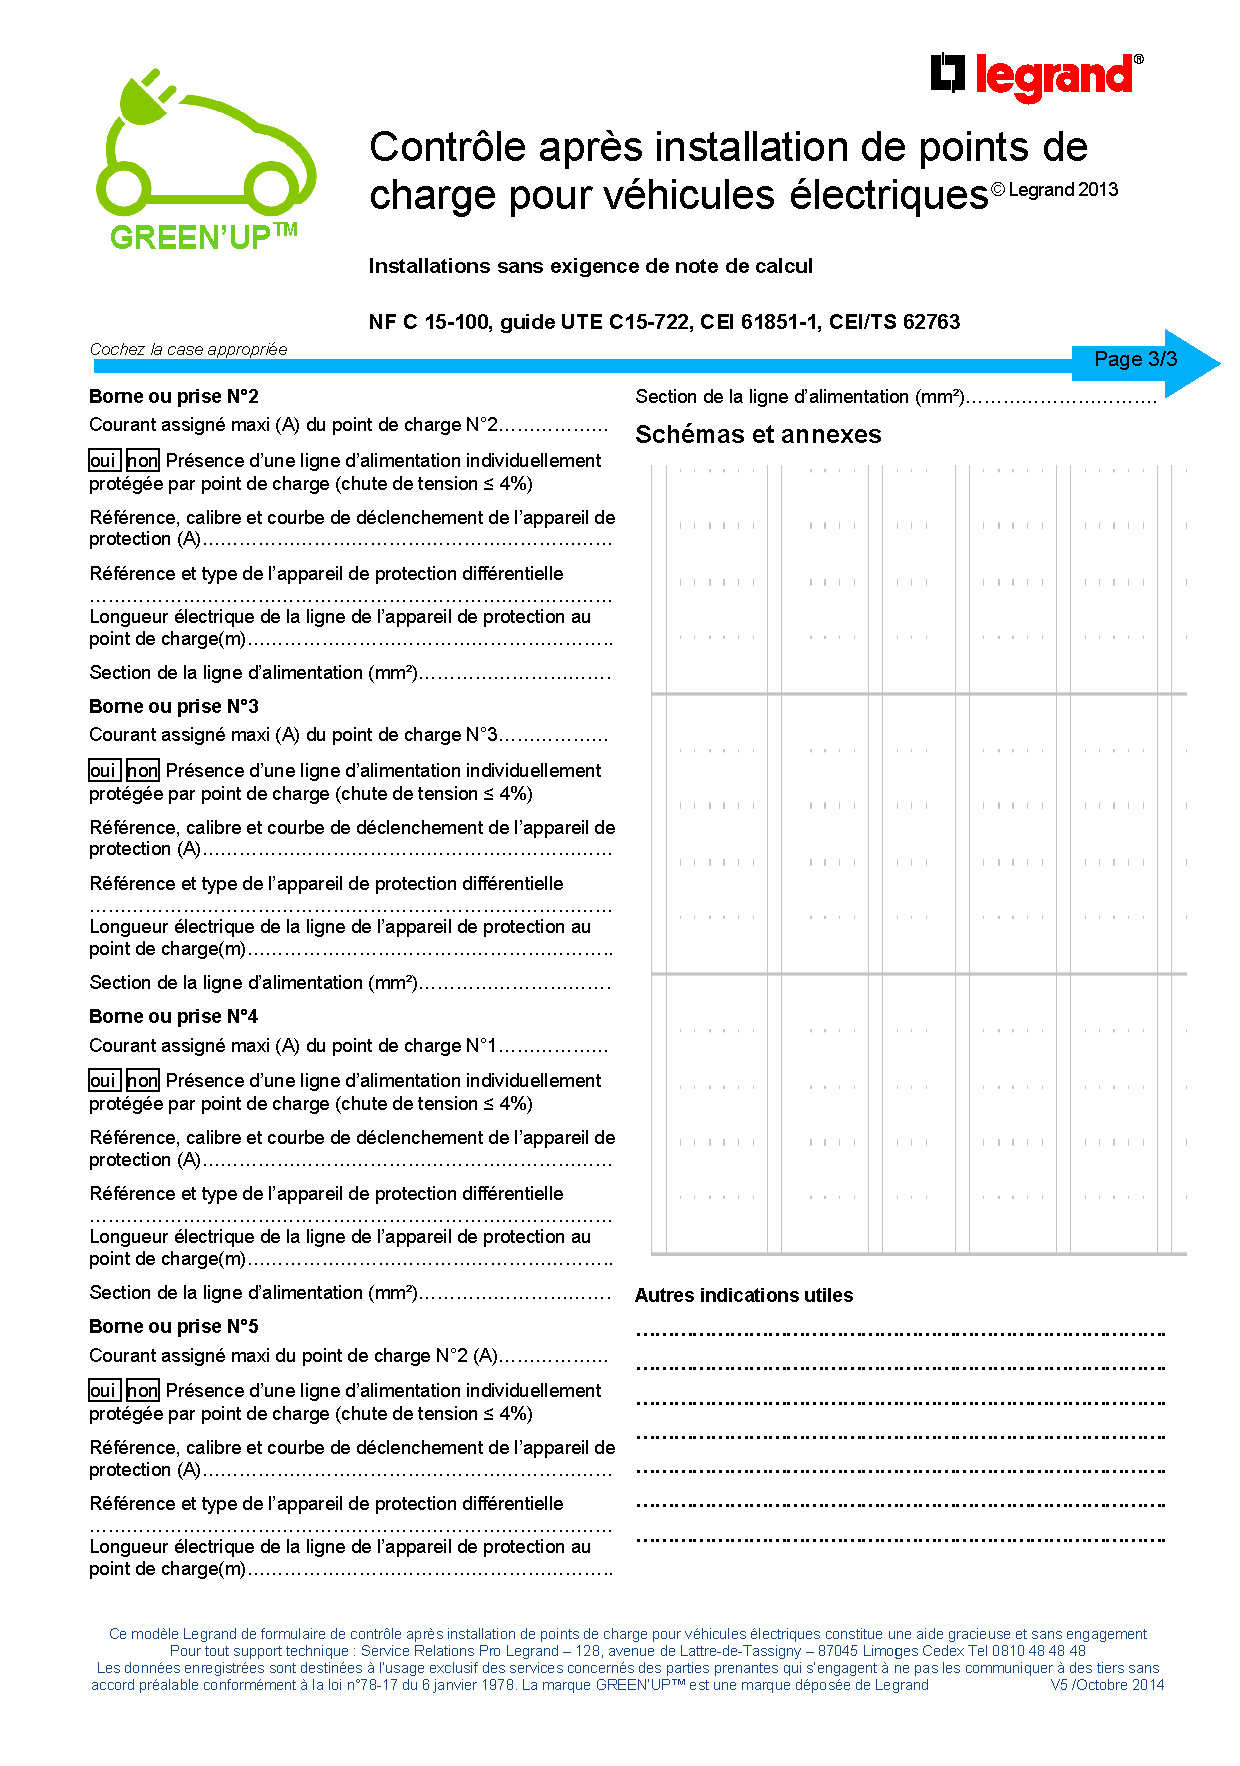 legrand®
Contrôle après installation de points de
charge pour véhicules électriques© Legrand 2013
GREEN’UP™
Installations sans exigence de note de calcul
NF C 15-100, guide UTE C15-722, CEI 61851-1, CEI/TS 62763
Cochez la case appropriée
Page 3/3
Borne ou prise N°2
Courant assigné maxi (A) du point de charge N°2………………
oui non Présence d’une ligne d’alimentation individuellement
protégée par point de charge (chute de tension ≤ 4%)
Référence, calibre et courbe de déclenchement de l’appareil de
protection (A)…………………………………………………………
Référence et type de l’appareil de protection différentielle
…………………………………………………………………………
Longueur électrique de la ligne de l’appareil de protection au
point de charge(m)…………………………………………………..
Section de la ligne d’alimentation (mm²)………………………….
Borne ou prise N°3
Courant assigné maxi (A) du point de charge N°3………………
oui non Présence d’une ligne d’alimentation individuellement
protégée par point de charge (chute de tension ≤ 4%)
Référence, calibre et courbe de déclenchement de l’appareil de
protection (A)…………………………………………………………
Référence et type de l’appareil de protection différentielle
…………………………………………………………………………
Longueur électrique de la ligne de l’appareil de protection au
point de charge(m)…………………………………………………..
Section de la ligne d’alimentation (mm²)………………………….
Borne ou prise N°4
Courant assigné maxi (A) du point de charge N°1………………
oui non Présence d’une ligne d’alimentation individuellement
protégée par point de charge (chute de tension ≤ 4%)
Référence, calibre et courbe de déclenchement de l’appareil de
protection (A)…………………………………………………………
Référence et type de l’appareil de protection différentielle
…………………………………………………………………………
Longueur électrique de la ligne de l’appareil de protection au
point de charge(m)…………………………………………………..
Section de la ligne d’alimentation (mm²)………………………….
Borne ou prise N°5
Courant assigné maxi du point de charge N°2 (A)………………
oui non Présence d’une ligne d’alimentation individuellement
protégée par point de charge (chute de tension ≤ 4%)
Référence, calibre et courbe de déclenchement de l’appareil de
protection (A)…………………………………………………………
Référence et type de l’appareil de protection différentielle
…………………………………………………………………………
Longueur électrique de la ligne de l’appareil de protection au
point de charge(m)…………………………………………………..
Section de la ligne d’alimentation (mm²)………………………….
Schémas et annexes
Autres indications utiles
…………………………………………………………………………..
…………………………………………………………………………..
…………………………………………………………………………..
…………………………………………………………………………..
…………………………………………………………………………..
…………………………………………………………………………..
…………………………………………………………………………..
Ce modèle Legrand de formulaire de contrôle après installation de points de charge pour véhicules électriques constitue une aide gracieuse et sans engagement
Pour tout support technique : Service Relations Pro Legrand – 128, avenue de Lattre-de-Tassigny – 87045 Limoges Cedex Tel 0810 48 48 48
Les données enregistrées sont destinées à l’usage exclusif des services concernés des parties prenantes qui s’engagent à ne pas les communiquer à des tiers sans
accord préalable conformément à la loi n°78-17 du 6 janvier 1978. La marque GREEN’UP™ est une marque déposée de Legrand V5 /Octobre 2014